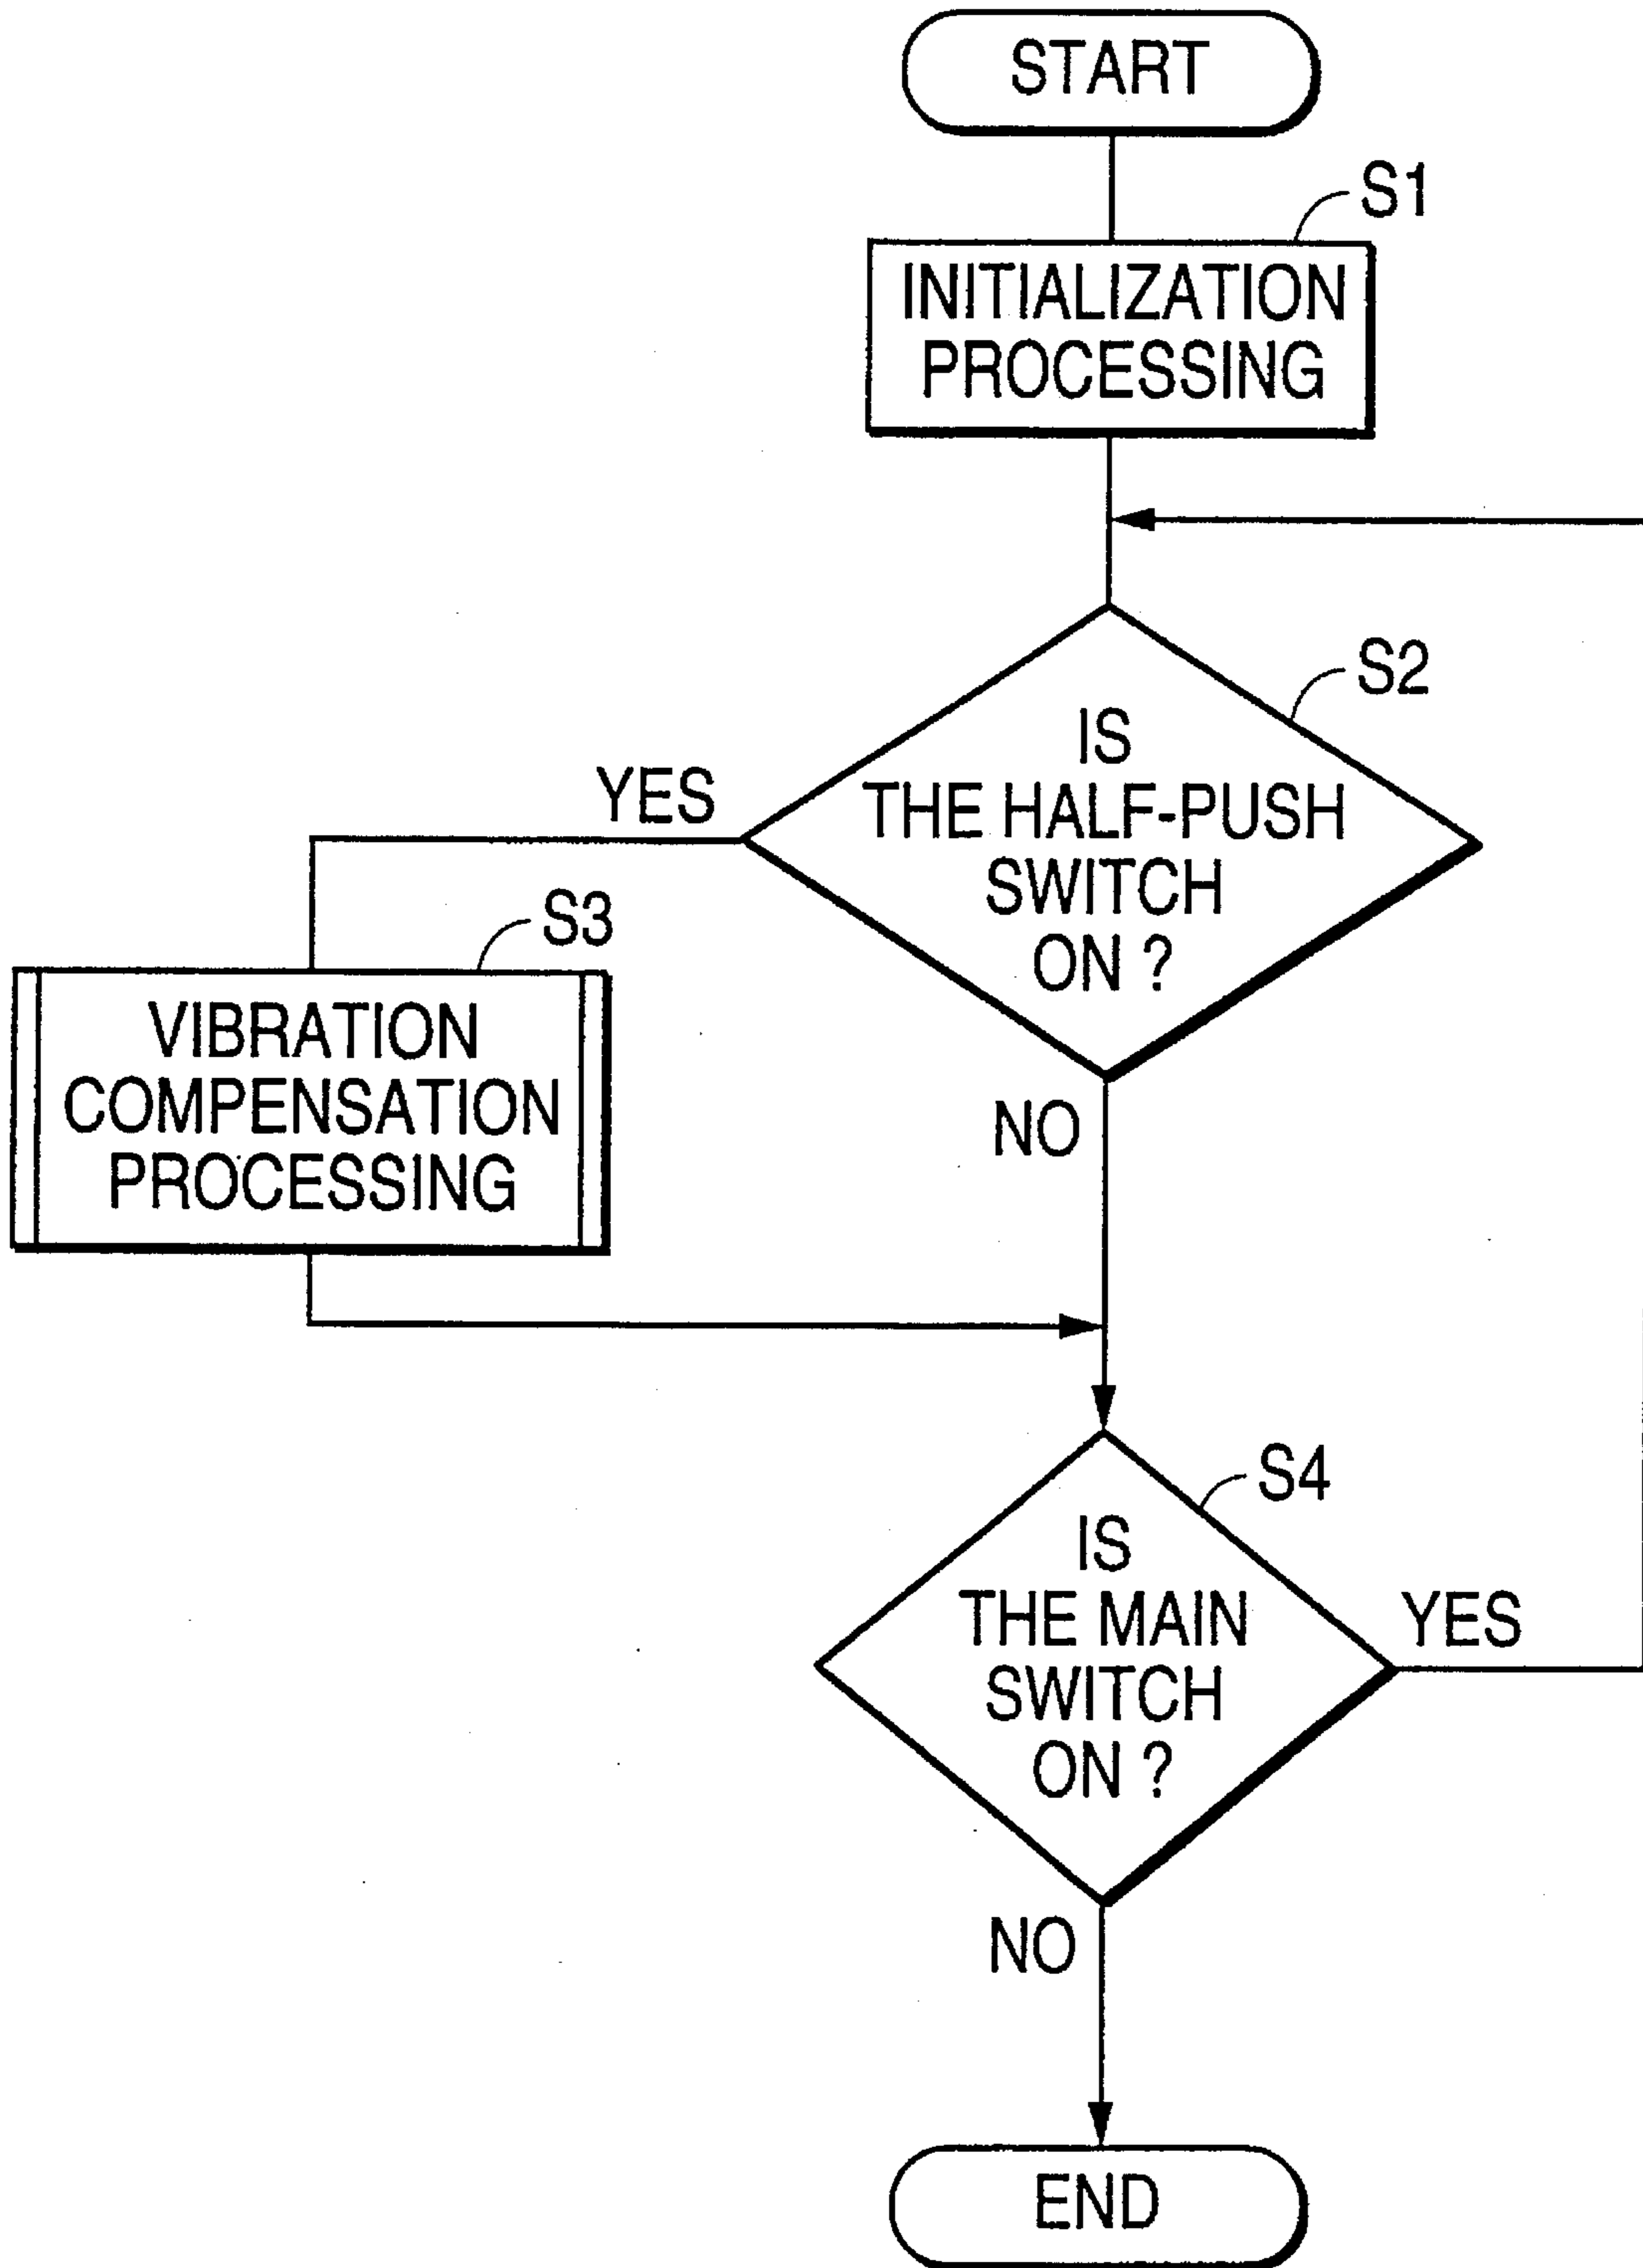 START
S1
INITIALIZATION
PROCESSING
S2
IS
THE HALF-PUSH
SWITCH
ON ?
YES
S3
VIBRATION
COMPENSATION
PROCESSING
NO
S4
IS
THE MAIN
SWITCH
ON ?
YES
NO
END